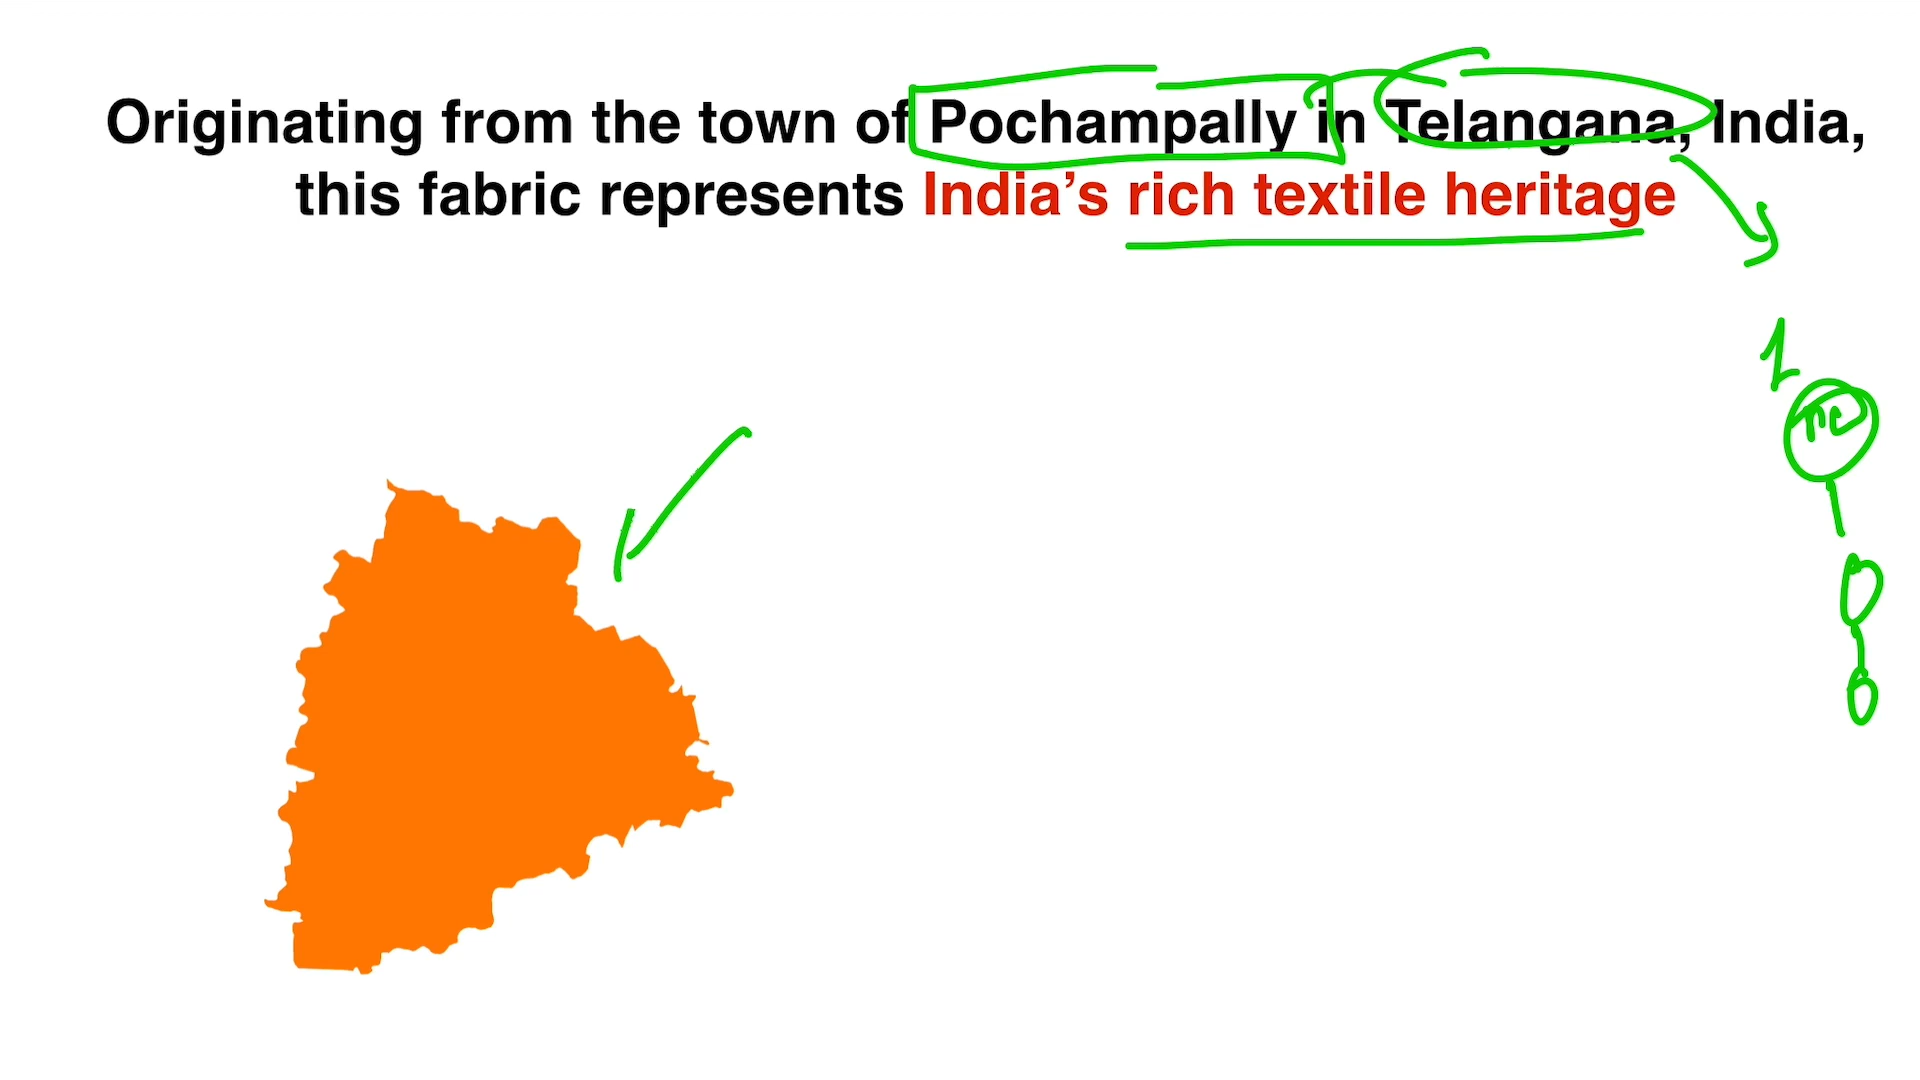 Originating from the town of Pochampally in Telangana, India,
this fabric represents India’s rich textile heritage